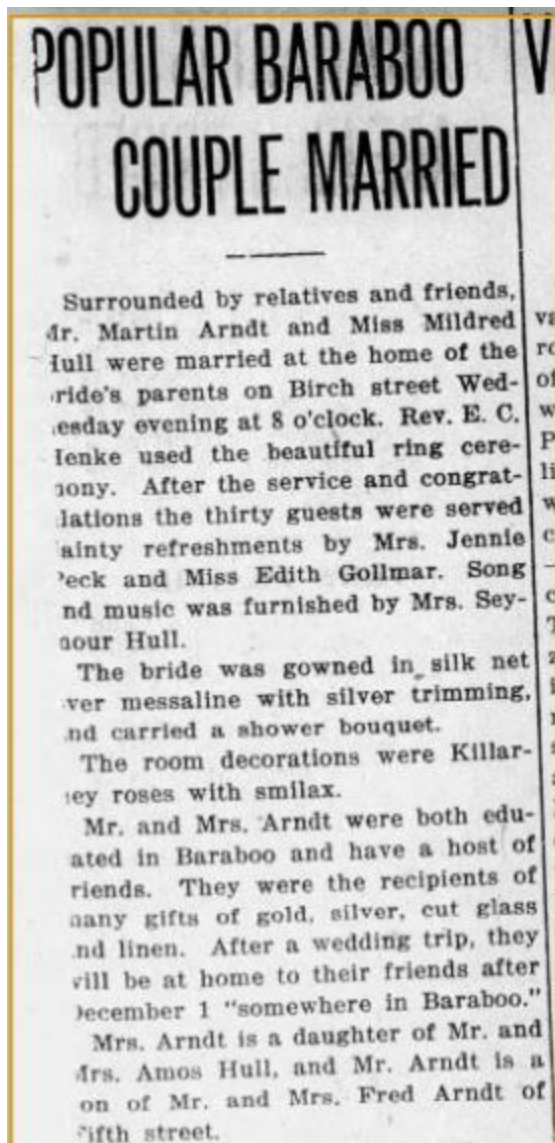 POPULAR BARABOO
COUPLE MARRIED
Surrounded by relatives and friends,
Mr. Martin Arndt and Miss Mildred
Hull were married at the home of the
bride's parents on Birch street Wed-
nesday evening at 8 o'clock. Rev. E. C.
Henke used the beautiful ring cere-
mony. After the service and congrat-
ulations the thirty guests were served
dainty refreshments by Mrs. Jennie
Peck and Miss Edith Gollmar. Song
and music was furnished by Mrs. Sey-
mour Hull.
The bride was gowned in silk net
over messaline with silver trimming,
and carried a shower bouquet.
The room decorations were Killar-
ney roses with smilax.
Mr. and Mrs. Arndt were both edu-
cated in Baraboo and have a host of
friends. They were the recipients of
many gifts of gold, silver, cut glass
and linen. After a wedding trip, they
will be at home to their friends after
December 1 "somewhere in Baraboo."
Mrs. Arndt is a daughter of Mr. and
Mrs. Amos Hull, and Mr. Arndt is a
son of Mr. and Mrs. Fred Arndt of
Fifth street.